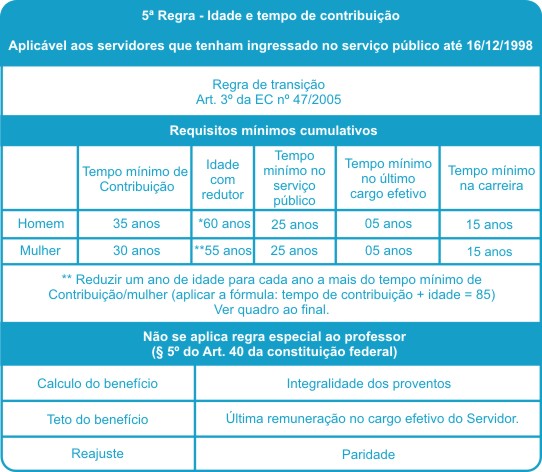 5ª Regra - Idade e tempo de contribuição
Aplicável aos servidores que tenham ingressado no serviço público até 16/12/1998
Regra de transição
Art. 3º da EC nº 47/2005
Requisitos mínimos cumulativos
Tempo mínimo de
Contribuição
Idade
com
redutor
Tempo
minímo no
serviço
público
Tempo mínimo
no último
cargo efetivo
Tempo mínimo
na carreira
Homem 35 anos *60 anos 25 anos 05 anos 15 anos
Mulher 30 anos **55 anos 25 anos 05 anos 15 anos
** Reduzir um ano de idade para cada ano a mais do tempo mínimo de
Contribuição/mulher (aplicar a fórmula: tempo de contribuição + idade = 85)
Ver quadro ao final.
Não se aplica regra especial ao professor
(§ 5º do Art. 40 da constituição federal)
Calculo do benefício Integralidade dos proventos
Teto do benefício Última remuneração no cargo efetivo do Servidor.
Reajuste Paridade